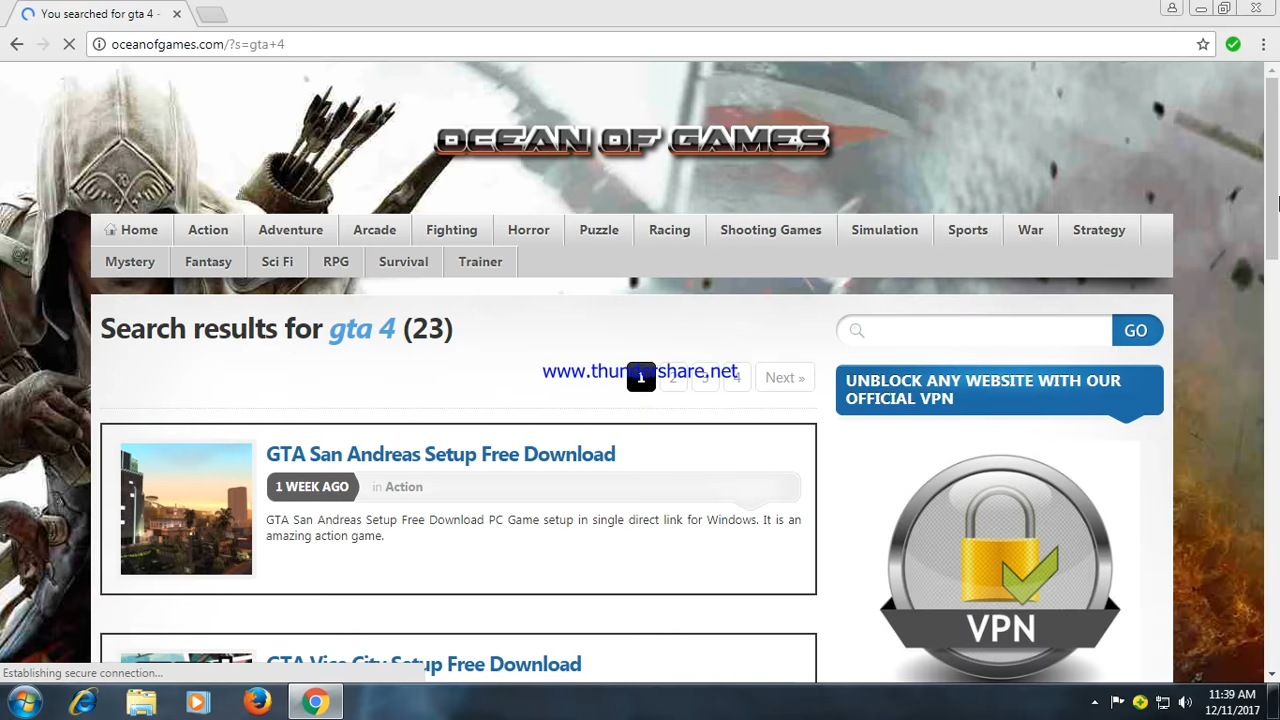 You searched for gta 4 -
oceanofgames.com/?s=gta+4
OCEAN OF GAMES
Home Action Adventure Arcade Fighting Horror Puzzle Racing Shooting Games Simulation Sports War Strategy
Mystery Fantasy Sci Fi RPG Survival Trainer
Search results for gta 4 (23)
GO
www.thundershare.net
1 2 3 4 Next »
UNBLOCK ANY WEBSITE WITH OUR
OFFICIAL VPN
GTA San Andreas Setup Free Download
1 WEEK AGO in Action
GTA San Andreas Setup Free Download PC Game setup in single direct link for Windows. It is an
amazing action game.
VPN
GTA Vice City Setup Free Download
Establishing secure connection...
11:39 AM
12/11/2017